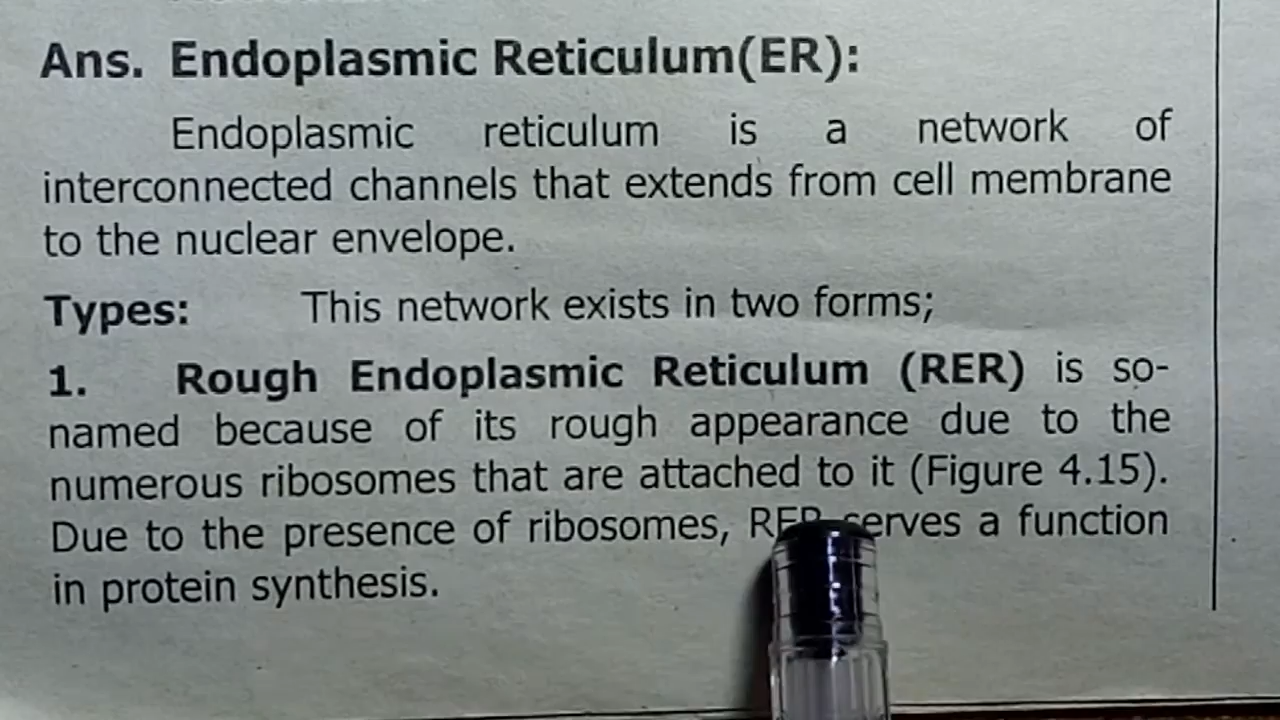 Ans. Endoplasmic Reticulum(ER):
Endoplasmic reticulum is a network of
interconnected channels that extends from cell membrane
to the nuclear envelope.
Types: This network exists in two forms;
1. Rough Endoplasmic Reticulum (RER) is so-
named because of its rough appearance due to the
numerous ribosomes that are attached to it (Figure 4.15).
Due to the presence of ribosomes, RER serves a function
in protein synthesis.